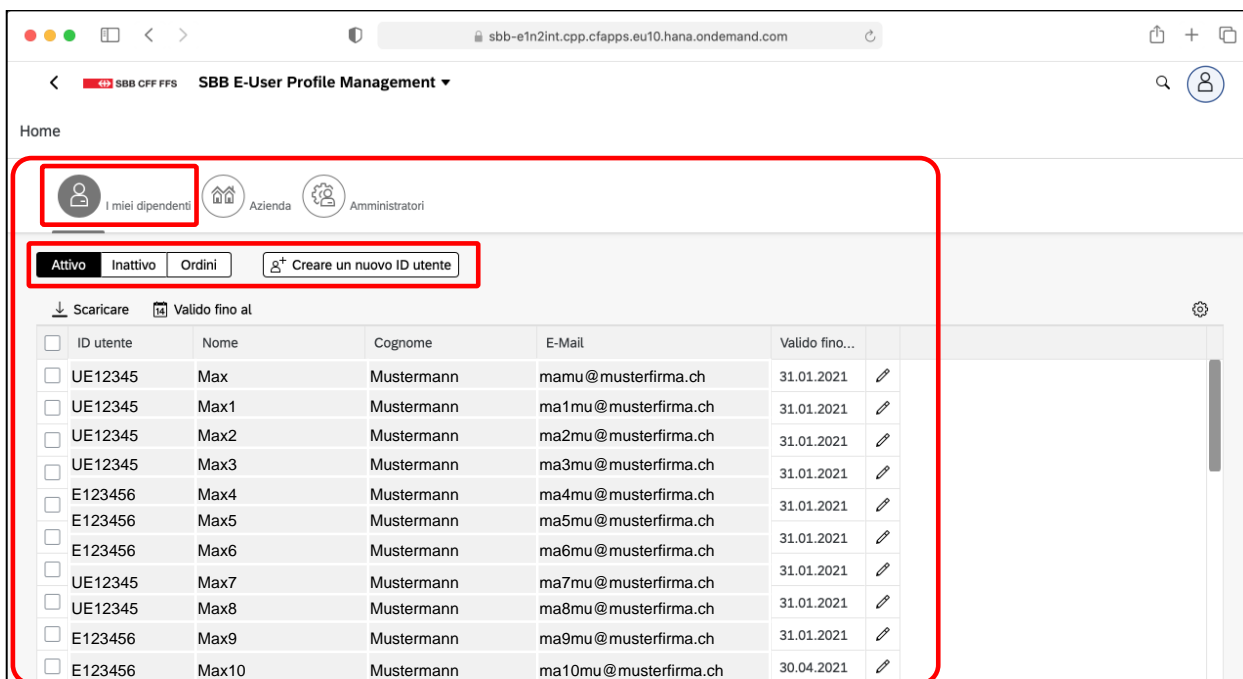 sbb-e1n2int.cpp.cfapps.eu10.hana.ondemand.com
SBB CFF FFS SBB E-User Profile Management
Home
I miei dipendenti Azienda Amministratori
Attivo Inattivo Ordini Creare un nuovo ID utente
Scaricare 14 Valido fino al
ID utente Nome Cognome E-Mail Valido fino...
UE12345 Max Mustermann mamu@musterfirma.ch 31.01.2021
UE12345 Max1 Mustermann ma1mu@musterfirma.ch 31.01.2021
UE12345 Max2 Mustermann ma2mu@musterfirma.ch 31.01.2021
UE12345 Max3 Mustermann ma3mu@musterfirma.ch 31.01.2021
E123456 Max4 Mustermann ma4mu@musterfirma.ch 31.01.2021
E123456 Max5 Mustermann ma5mu@musterfirma.ch 31.01.2021
E123456 Max6 Mustermann ma6mu@musterfirma.ch 31.01.2021
UE12345 Max7 Mustermann ma7mu@musterfirma.ch 31.01.2021
UE12345 Max8 Mustermann ma8mu@musterfirma.ch 31.01.2021
E123456 Max9 Mustermann ma9mu@musterfirma.ch 31.01.2021
E123456 Max10 Mustermann ma10mu@musterfirma.ch 30.04.2021